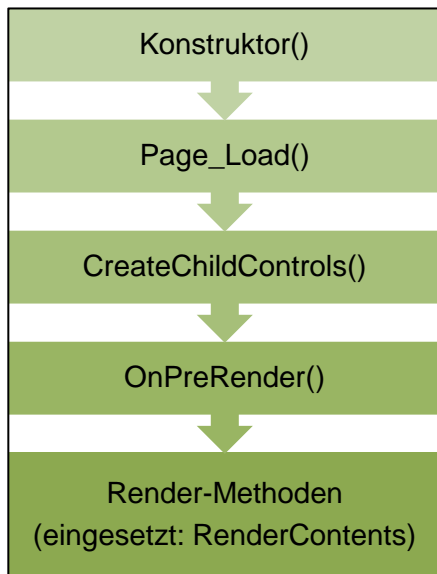 Konstruktor()
Page_Load()
CreateChildControls()
OnPreRender()
Render-Methoden
(eingesetzt: RenderContents)